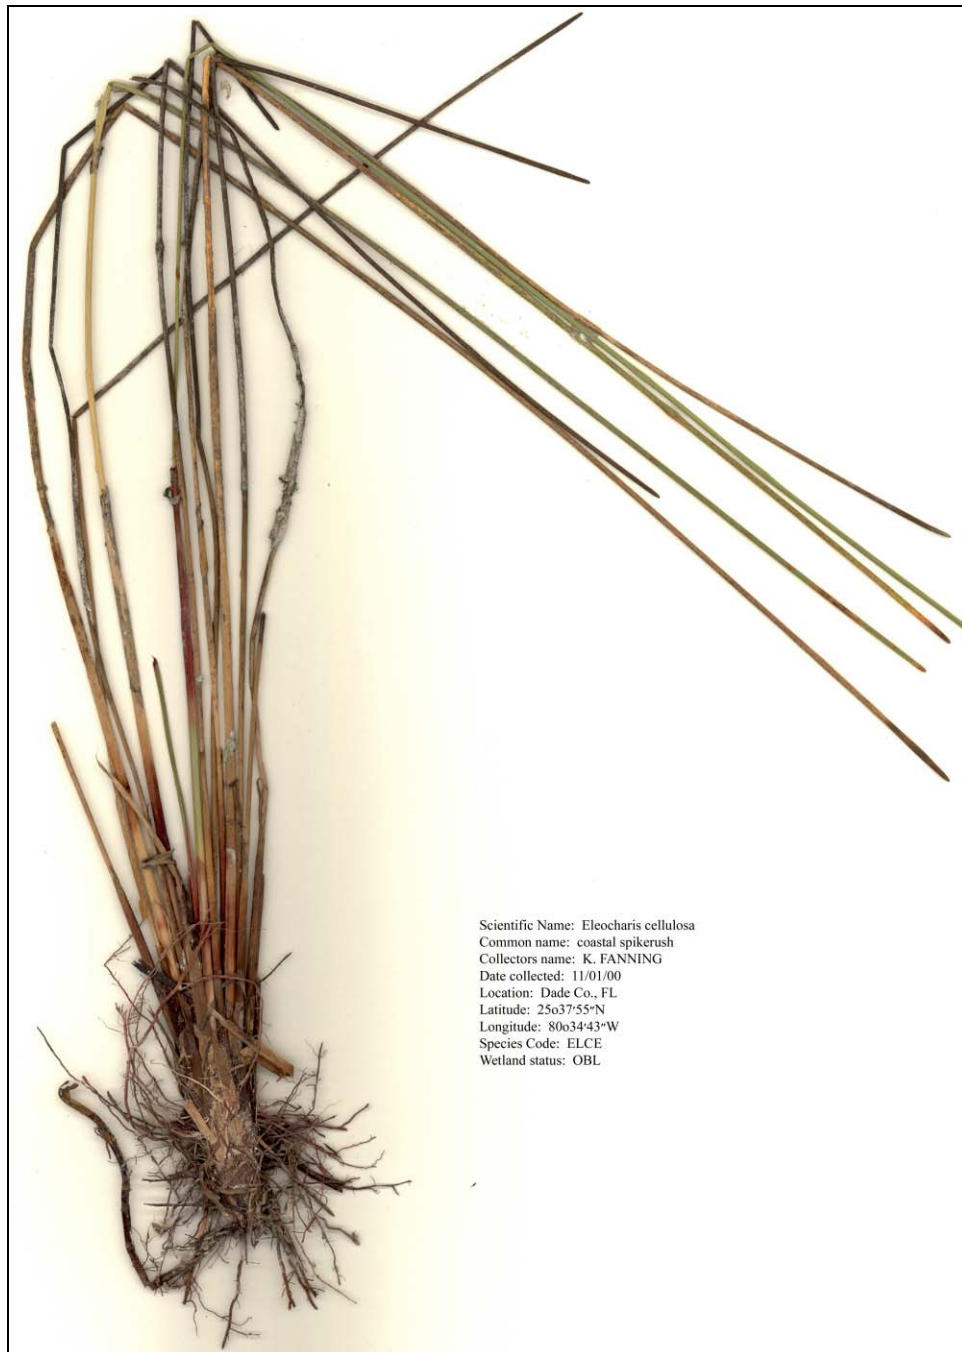 Scientific Name: Eleocharis cellulosa
Common name: coastal spikerush
Collectors name: K. FANNING
Date collected: 11/01/00
Location: Dade Co., FL
Latitude: 25o37'55"N
Longitude: 80o34'43"W
Species Code: ELCE
Wetland status: OBL